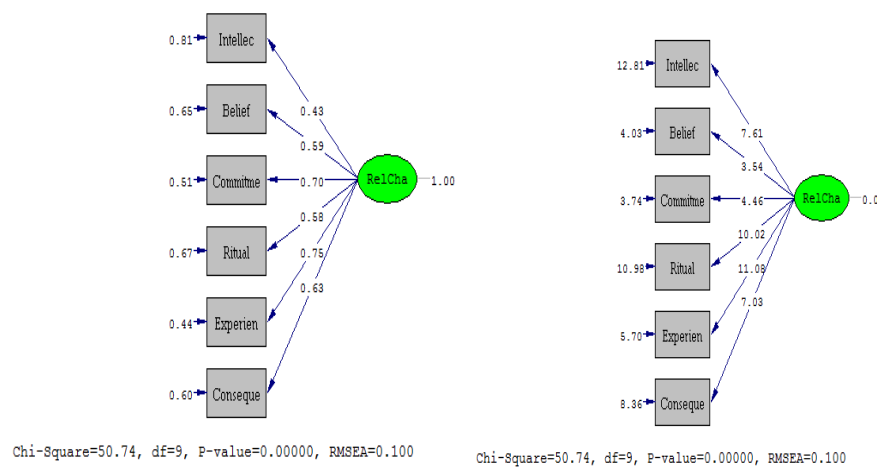 0.81 Intellec
0.43
0.65 Belief
0.59
0.51 Commitme 0.70 RelCha 1.00
0.58
0.67 Ritual
0.75
0.63
0.44 Experien
0.60 Conseque
Chi-Square=50.74, df=9, P-value=0.00000, RMSEA=0.100
12.81 Intellec
7.61
4.03 Belief
3.54
3.74 Commitme 4.46 RelCha 0.0
10.02
10.98 Ritual
11.08
7.03
5.70 Experien
8.36 Conseque
Chi-Square=50.74, df=9, P-value=0.00000, RMSEA=0.100